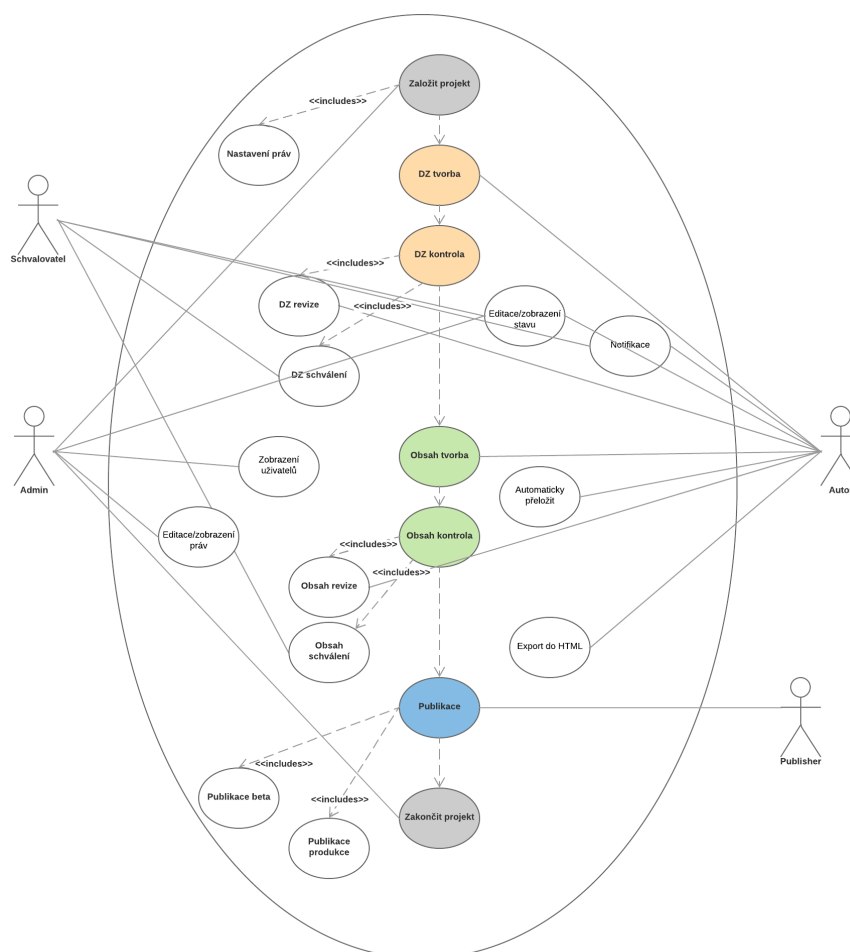 Založit projekt
<<includes>>
Nastavení práv
DZ tvorba
Schvalovatel
DZ kontrola
<<includes>>
DZ revize
<<includes>>
Editace/zobrazení
stavu
Notifikace
DZ schválení
Admin
Zobrazení
uživatelů
Obsah tvorba
Automaticky
přeložit
Auto
Editace/zobrazení
práv
Obsah kontrola
<<includes>>
<<includes>>
Obsah revize
Obsah
schválení
Export do HTML
Publikace
Publisher
<<includes>>
Publikace beta
<<includes>>
Zakončit projekt
Publikace
produkce